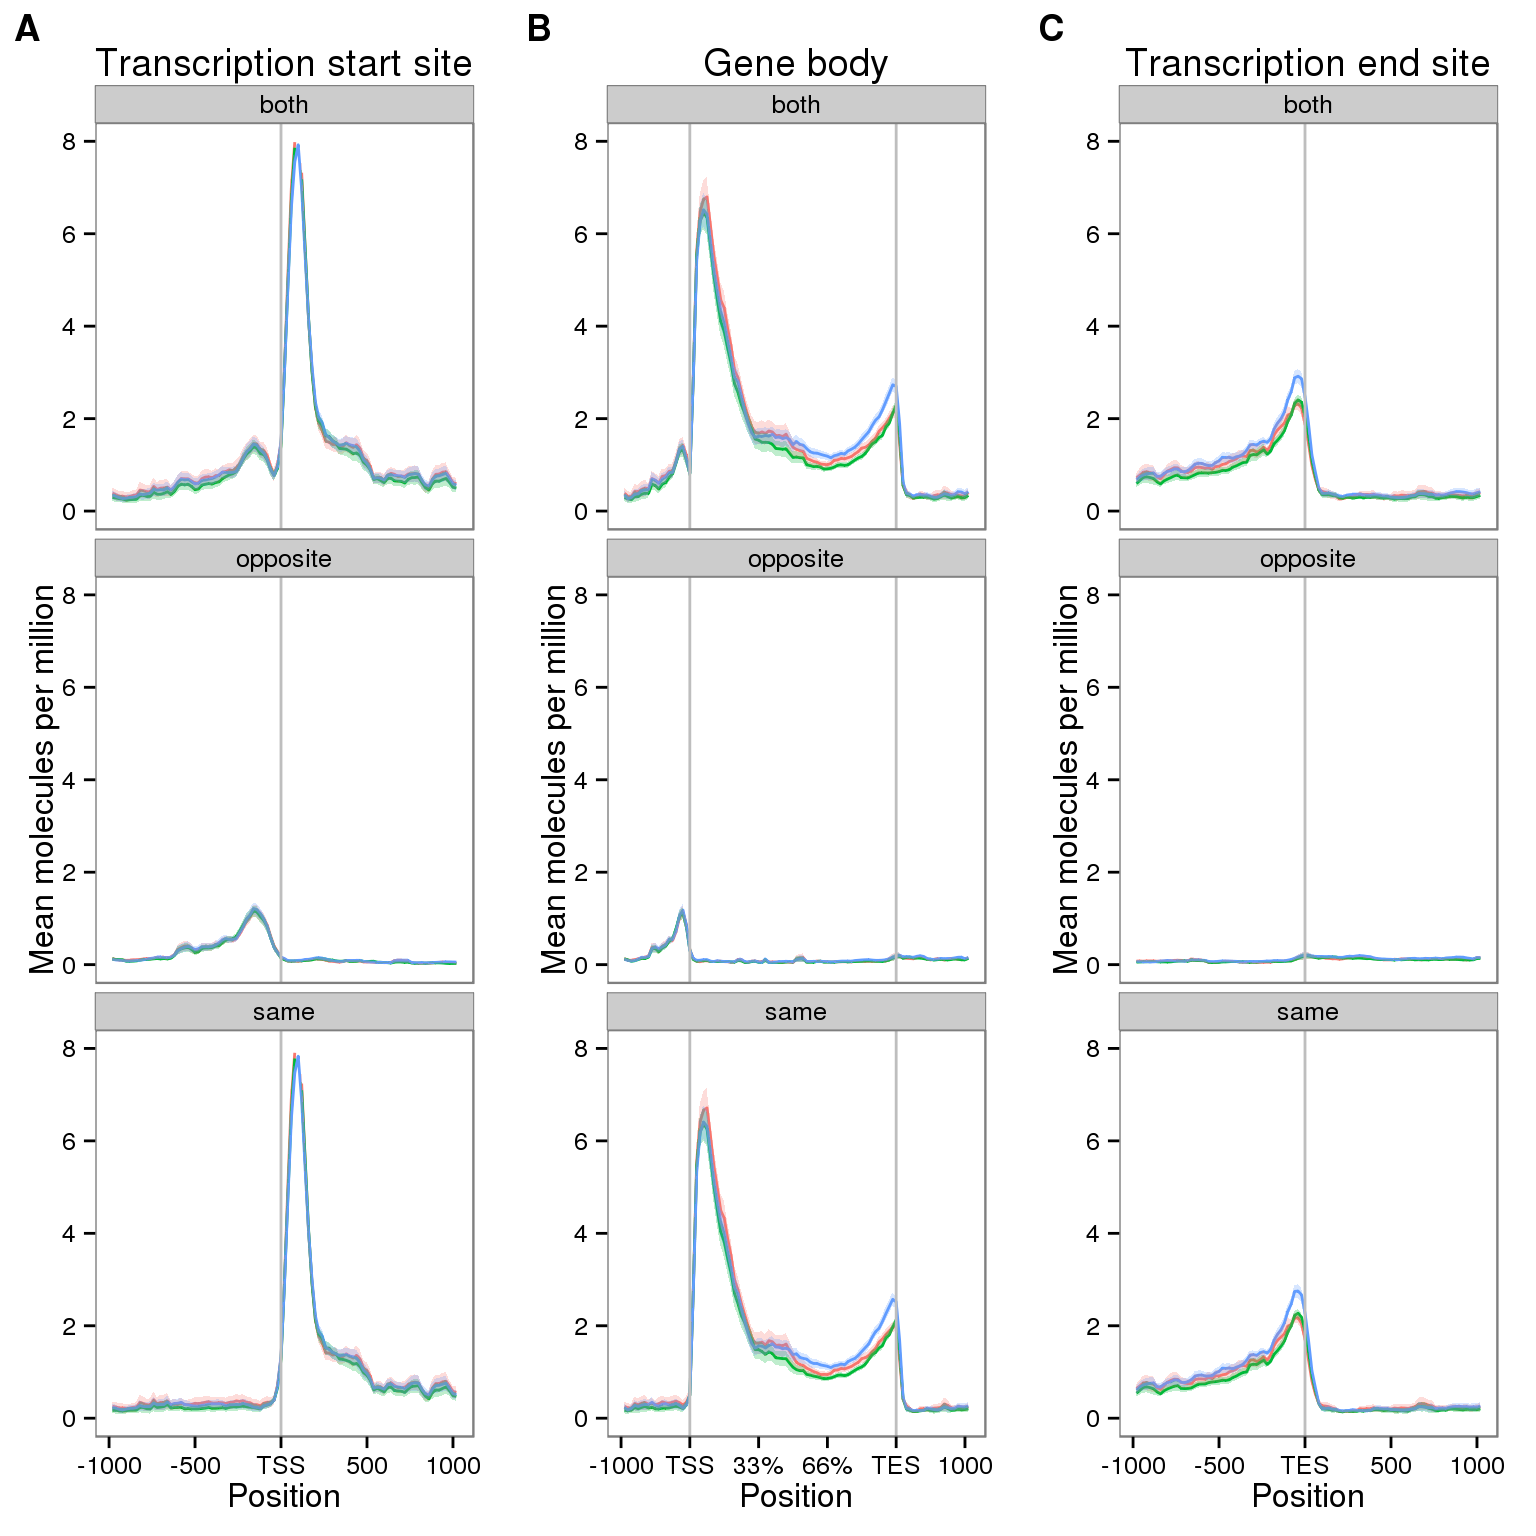 A
B
C
Transcription start site
Gene body
Transcription end site
both
both
both
8
6
4
2
0
8
6
4
2
0
8
6
4
2
0
opposite
opposite
opposite
8
6
4
2
0
8
6
4
2
0
8
6
4
2
0
Mean molecules per million
Mean molecules per million
Mean molecules per million
same
same
same
8
6
4
2
0
8
6
4
2
0
8
6
4
2
0
-1000 -500 TSS 500 1000
-1000 TSS 33% 66% TES 1000
-1000 -500 TES 500 1000
Position
Position
Position